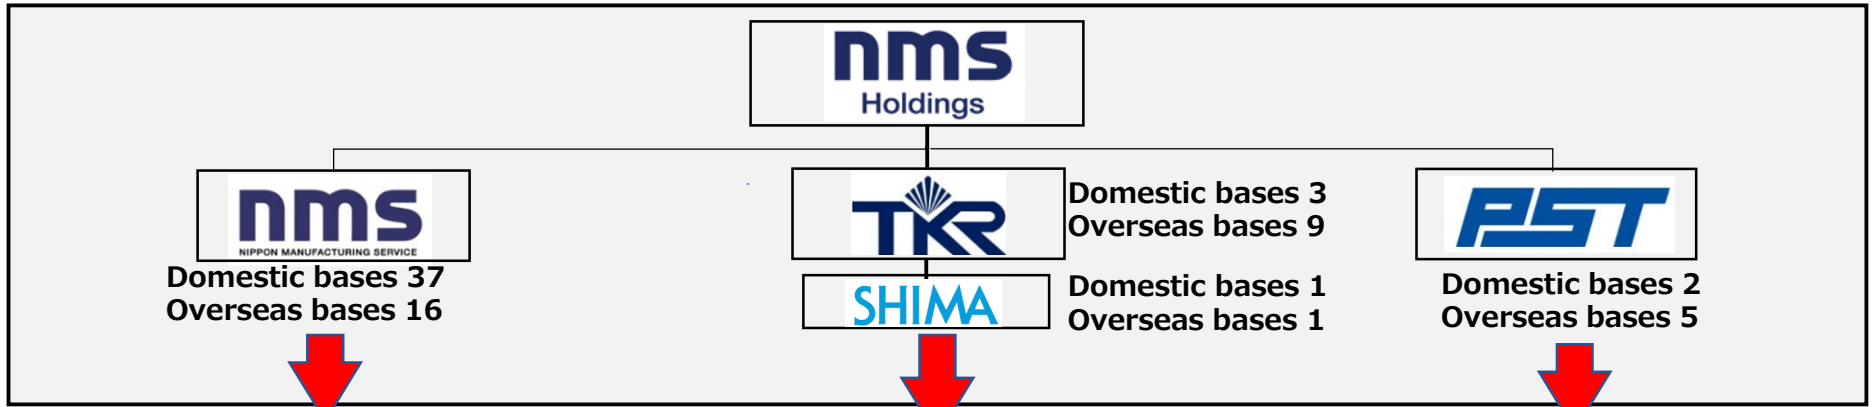 nms
Holdings
nms
NIPPON MANUFACTURING SERVICE
Domestic bases 37
Overseas bases 16
TKR
Domestic bases 3
Overseas bases 9
SHIMA
Domestic bases 1
Overseas bases 1
PST
Domestic bases 2
Overseas bases 5